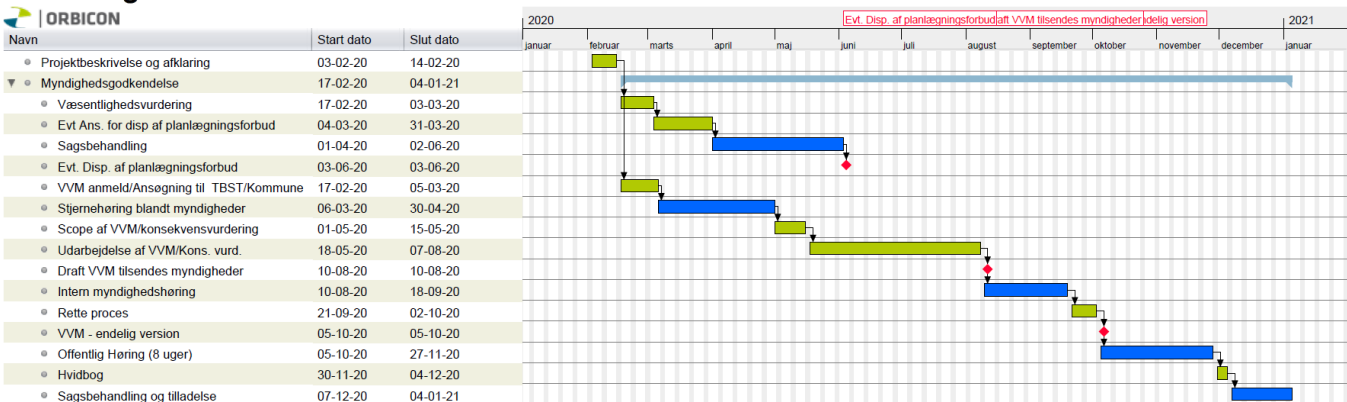 ORBICON
2020
Evt. Disp. af planlægningsforbud aft VVM tilsendes myndigheder ndelig version
2021
Navn Start dato Slut dato
januar februar marts april maj juni juli august september oktober november december januar
Projektbeskrivelse og afklaring 03-02-20 14-02-20
Myndighedsgodkendelse 17-02-20 04-01-21
Væsentlighedsvurdering 17-02-20 03-03-20
Evt Ans. for disp af planlægningsforbud 04-03-20 31-03-20
Sagsbehandling 01-04-20 02-06-20
Evt. Disp. af planlægningsforbud 03-06-20 03-06-20
VVM anmeld/Ansøgning til TBST/Kommune 17-02-20 05-03-20
Stjernehøring blandt myndigheder 06-03-20 30-04-20
Scope af VVM/konsekvensvurdering 01-05-20 15-05-20
Udarbejdelse af VVM/Kons. vurd. 18-05-20 07-08-20
Draft VVM tilsendes myndigheder 10-08-20 10-08-20
Intern myndighedshøring 10-08-20 18-09-20
Rette proces 21-09-20 02-10-20
VVM - endelig version 05-10-20 05-10-20
Offentlig Høring (8 uger) 05-10-20 27-11-20
Hvidbog 30-11-20 04-12-20
Sagsbehandling og tilladelse 07-12-20 04-01-21